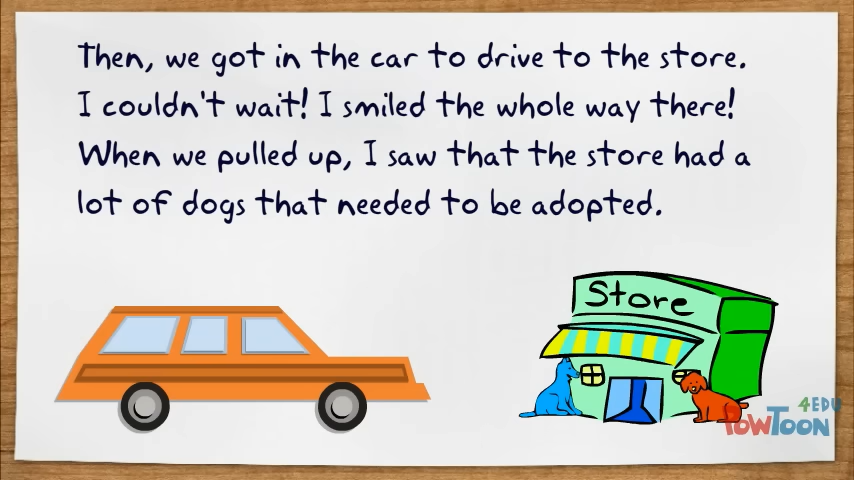 Then, we got in the car to drive to the store.
I couldn't wait! I smiled the whole way there!
When we pulled up, I saw that the store had a
lot of dogs that needed to be adopted.
Store
4EDU
POWTOON